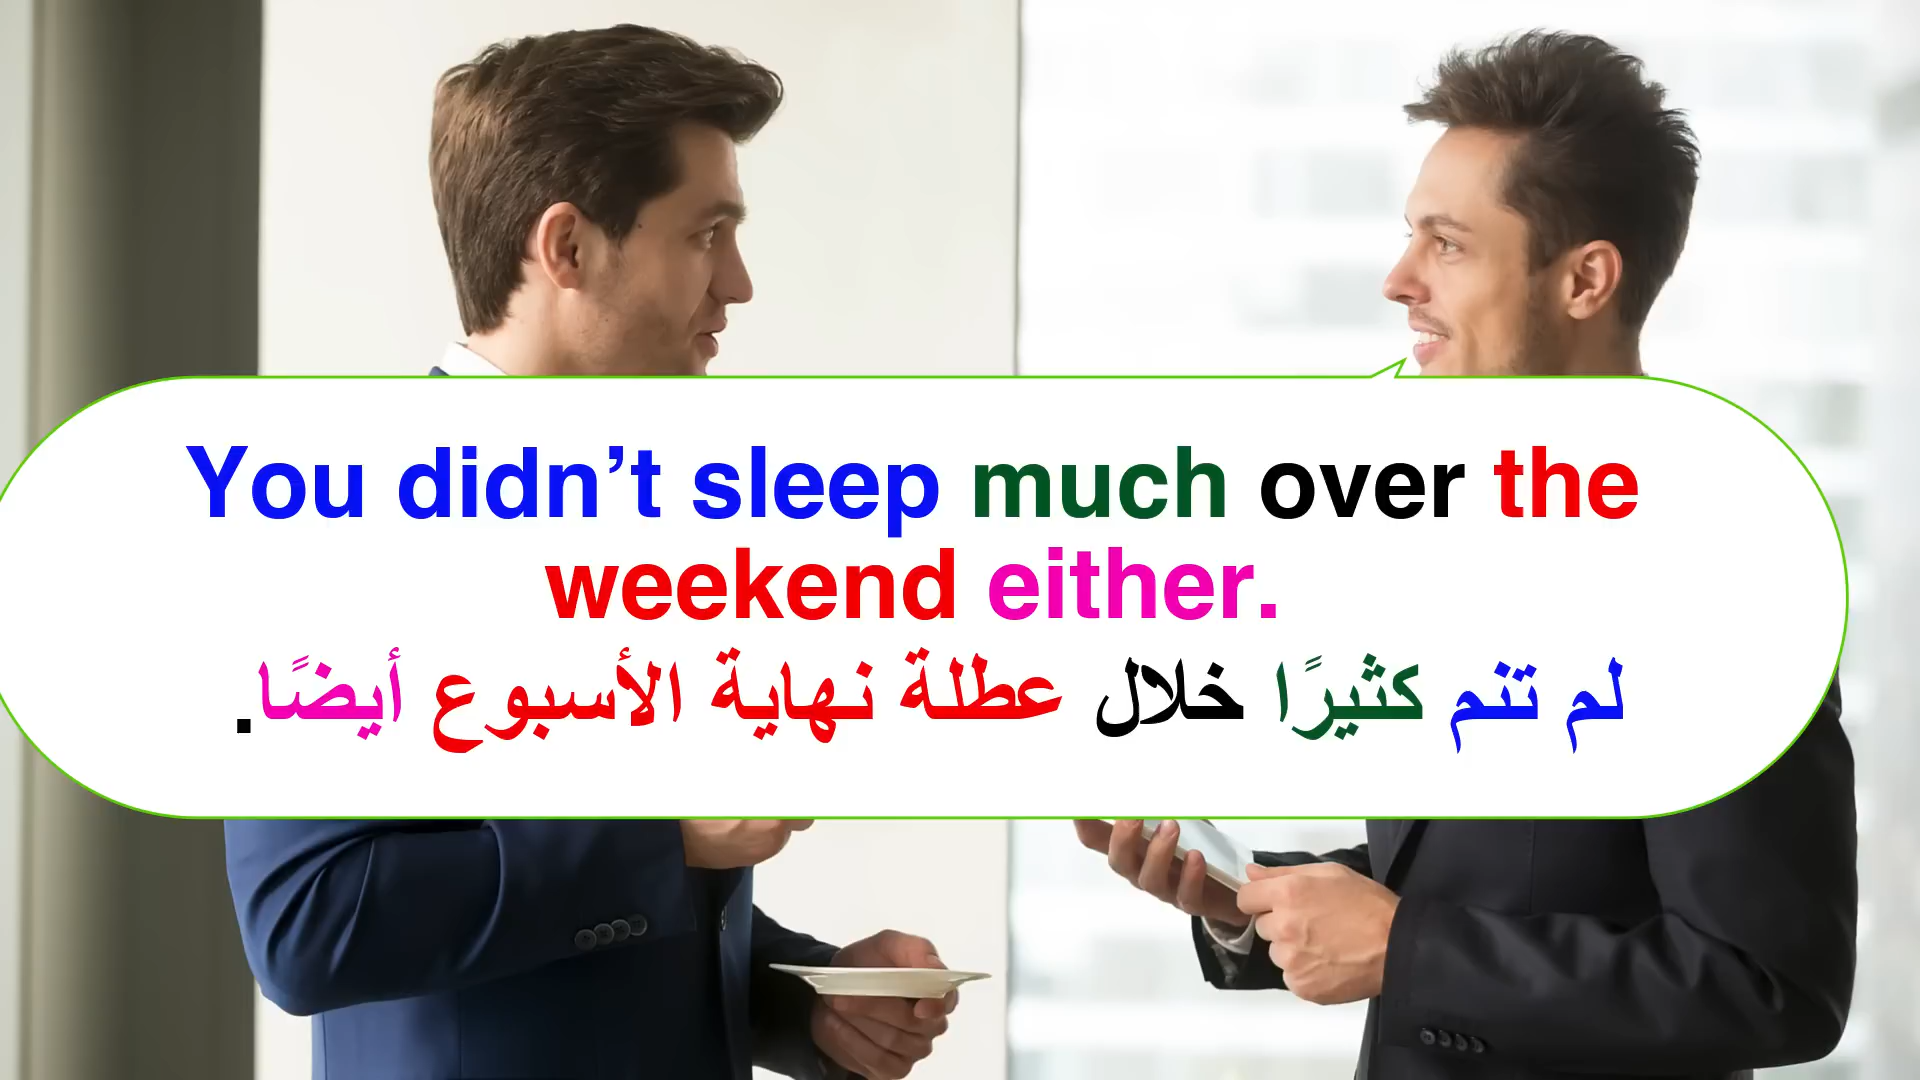 You didn’t sleep much over the
weekend either.
لم تنم كثيرًا خلال عطلة نهاية الأسبوع أيضًا.